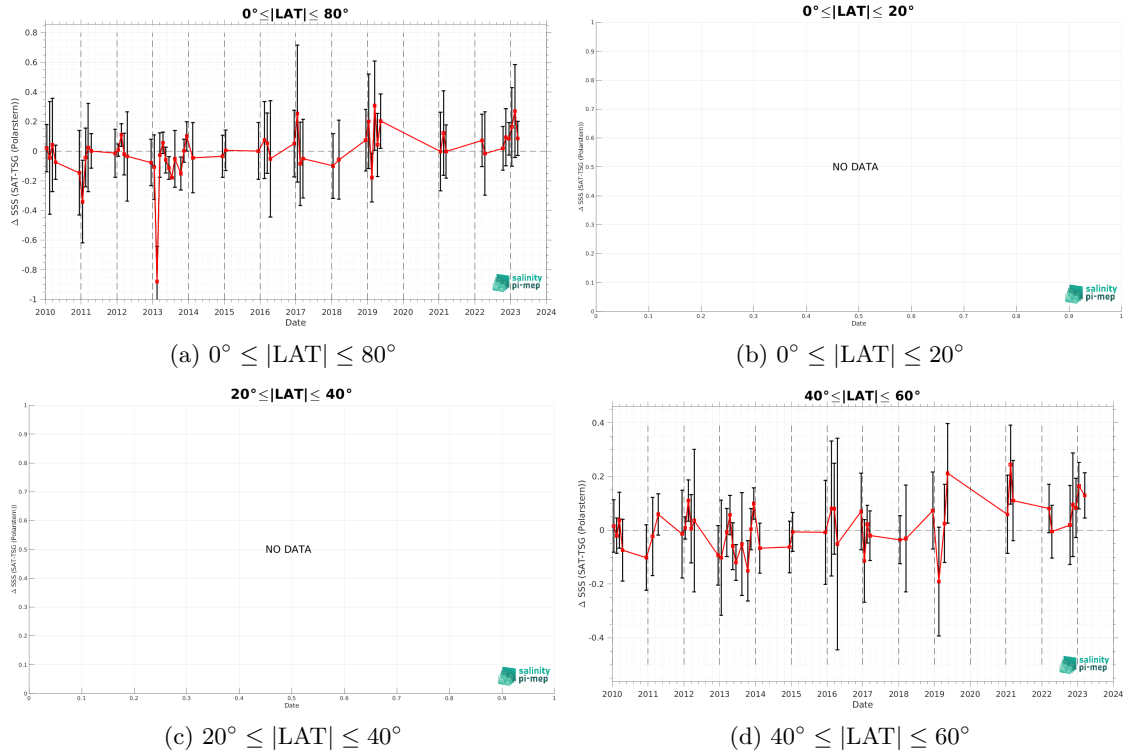 0°≤|LAT|≤ 80°
Δ SSS (SAT-TSG (Polarstern))
0.8
0.6
0.4
0.2
0
-0.2
-0.4
-0.6
-0.8
-1
2010 2011 2012 2013 2014 2015 2016 2017 2018 2019 2020 2021 2022 2023 2024
Date
salinity
pi-mep
(a) 0° ≤ |LAT| ≤ 80°
0°≤|LAT|≤ 20°
Δ SSS (SAT-TSG (Polarstern))
1
0.9
0.8
0.7
0.6
0.5
0.4
0.3
0.2
0.1
0
NO DATA
0 0.1 0.2 0.3 0.4 0.5 0.6 0.7 0.8 0.9 1
Date
salinity
pi-mep
(b) 0° ≤ |LAT| ≤ 20°
20°≤|LAT|≤ 40°
Δ SSS (SAT-TSG (Polarstern))
1
0.9
0.8
0.7
0.6
0.5
0.4
0.3
0.2
0.1
0
NO DATA
0 0.1 0.2 0.3 0.4 0.5 0.6 0.7 0.8 0.9 1
Date
salinity
pi-mep
(c) 20° ≤ |LAT| ≤ 40°
40°≤|LAT|≤ 60°
Δ SSS (SAT-TSG (Polarstern))
0.4
0.2
0
-0.2
-0.4
2010 2011 2012 2013 2014 2015 2016 2017 2018 2019 2020 2021 2022 2023 2024
Date
salinity
pi-mep
(d) 40° ≤ |LAT| ≤ 60°